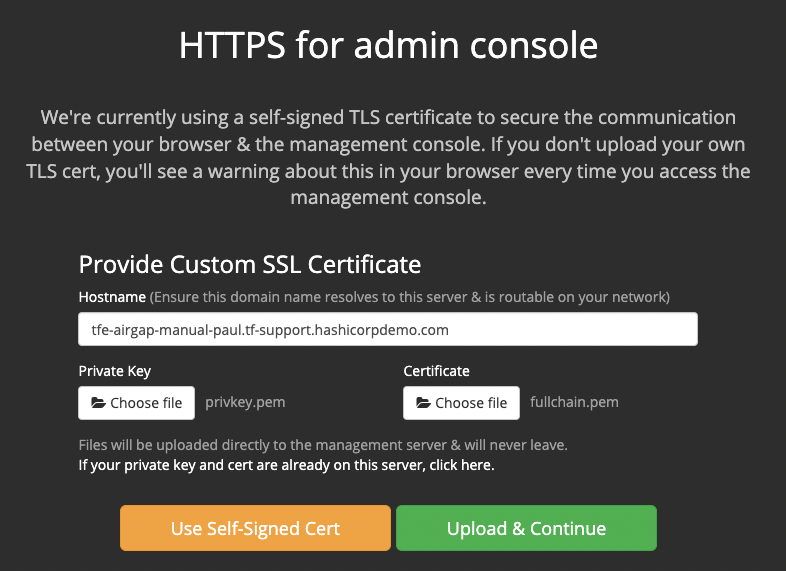 HTTPS for admin console
We're currently using a self-signed TLS certificate to secure the communication
between your browser & the management console. If you don't upload your own
TLS cert, you'll see a warning about this in your browser every time you access the
management console.
Provide Custom SSL Certificate
Hostname (Ensure this domain name resolves to this server & is routable on your network)
tfe-airgap-manual-paul.tf-support.hashicorpdemo.com
Private Key Certificate
Choose file privkey.pem Choose file fullchain.pem
Files will be uploaded directly to the management server & will never leave.
If your private key and cert are already on this server, click here.
Use Self-Signed Cert Upload & Continue